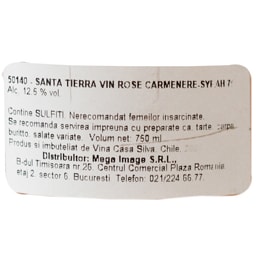 50140 - SANTA TIERRA VIN ROSE CARMENERE-SYRAH
Alc. 12.5 % vol.
Contine SULFITI. Nerecomandat femeilor insarcinate.
Se recomanda servirea impreuna cu preparate ca: tarte,
buritto, salate variate. Volum net: 750 ml
Produs si imbuteliat de Vina Casa Silva, Chile.
Distribuitor: Mega Image S.R.L.,
B-dul Timisoara nr 26, Centrul Comercial Plaza Romania
etaj 2, sector 6, Bucuresti Telefon: 021/224.66.77.